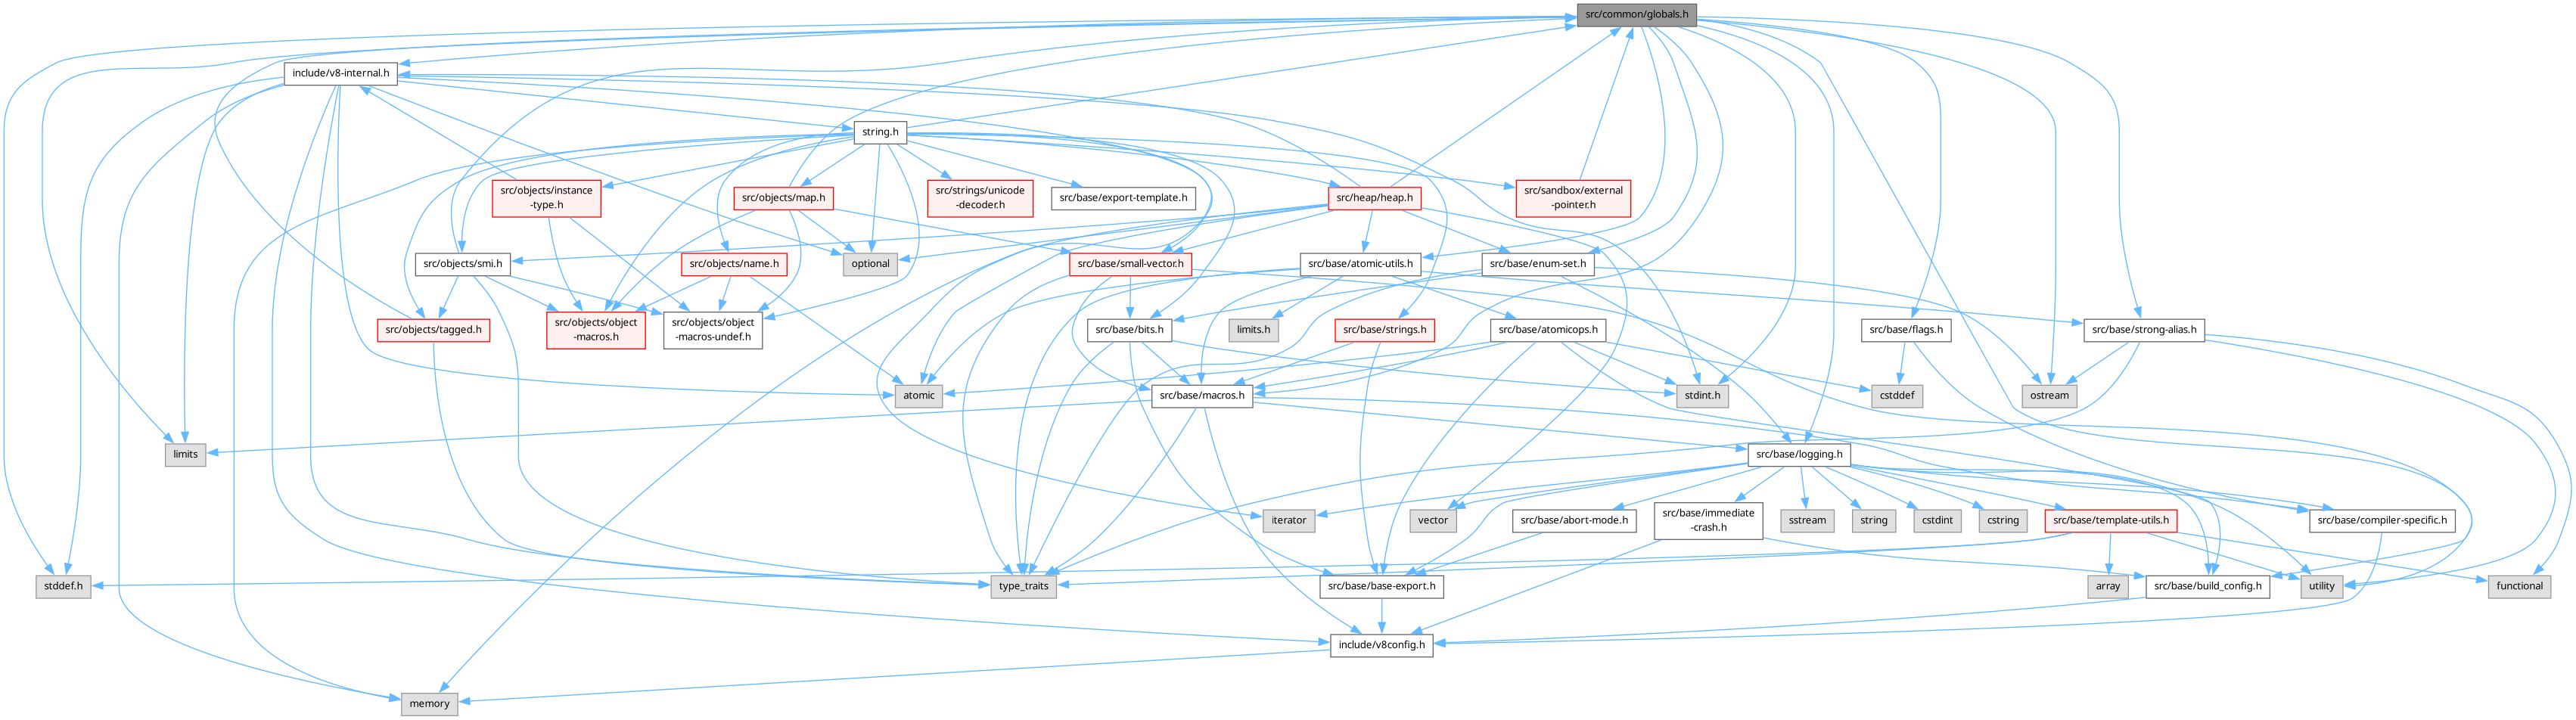 src/common/globals.h
include/v8-internal.h
string.h
src/objects/instance
-type.h
src/objects/map.h
src/strings/unicode
-decoder.h
src/base/export-template.h
src/heap/heap.h
src/sandbox/external
-pointer.h
src/objects/smi.h
src/objects/name.h
optional
src/base/small-vector.h
src/base/atomic-utils.h
src/base/enum-set.h
src/objects/tagged.h
src/objects/object
-macros.h
src/objects/object
-macros-undef.h
src/base/bits.h
limits.h
src/base/strings.h
src/base/atomicops.h
src/base/flags.h
src/base/strong-alias.h
atomic
src/base/macros.h
stdint.h
cstddef
ostream
limits
src/base/logging.h
iterator
vector
src/base/abort-mode.h
src/base/immediate
-crash.h
sstream
string
cstdint
cstring
src/base/template-utils.h
src/base/compiler-specific.h
stddef.h
type_traits
src/base/base-export.h
array
src/base/build_config.h
utility
functional
include/v8config.h
memory